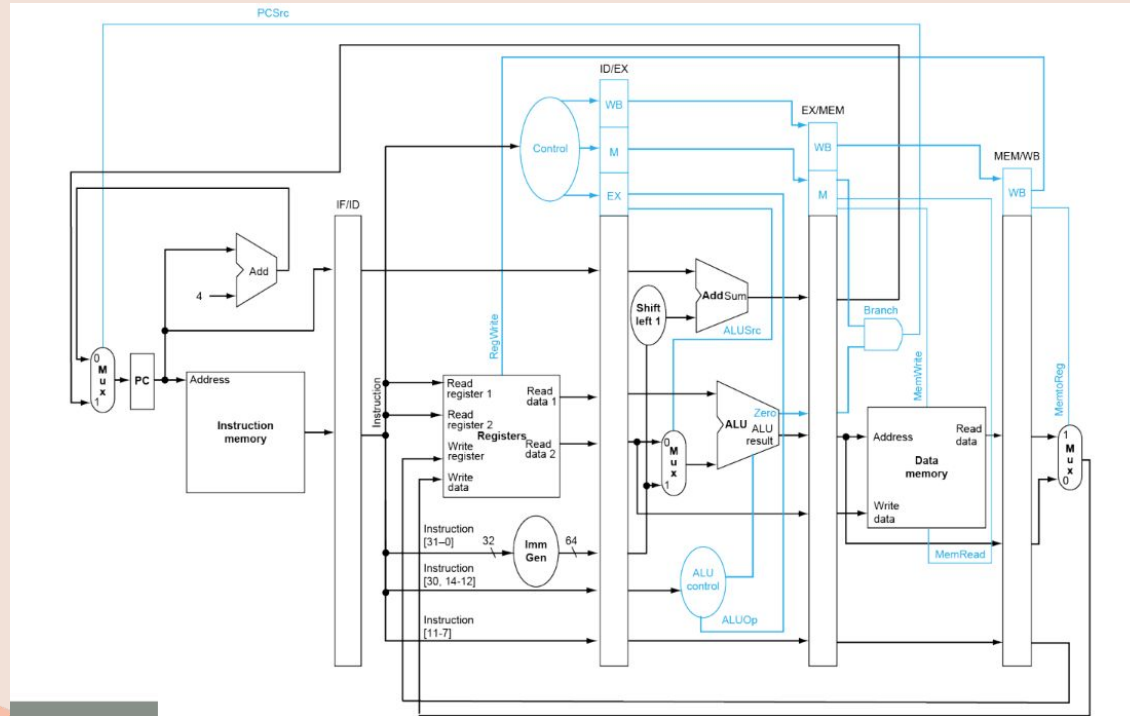 PCSrc
ID/EX
WB
EX/MEM
Control
M
WB
MEM/WB
EX
M
WB
IF/ID
Add
4
Add Sum
Shift
left 1
Branch
ALUSrc
RegWrite
MemWrite
MemtoReg
0
M
u
x
1
PC
Address
Instruction
memory
Instruction
Read
register 1
Read
register 2
Write
register
Write
data
Registers
Read
data 1
Read
data 2
0
M
u
x
1
ALU
Zero
ALU
result
Address
Read
data
Data
memory
Write
data
1
M
u
x
0
MemRead
Instruction
[31–0]
32
Imm
Gen
64
Instruction
[30, 14-12]
ALU
control
ALUOp
Instruction
[11-7]